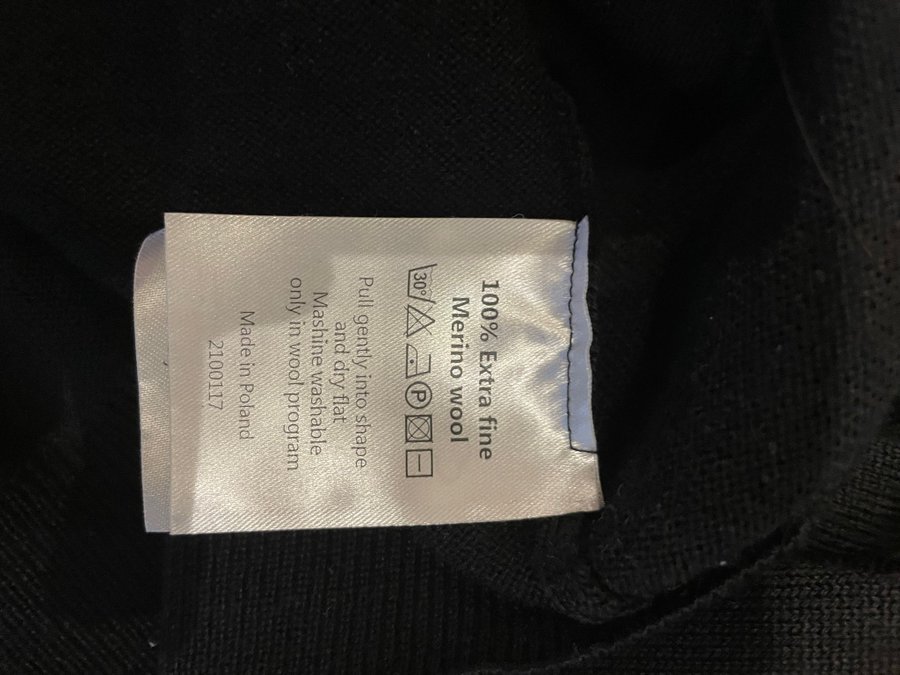 100% Extra fine
Merino wool
30° P
Pull gently into shape
and dry flat
Mashine washable
only in wool program
Made in Poland
2100117